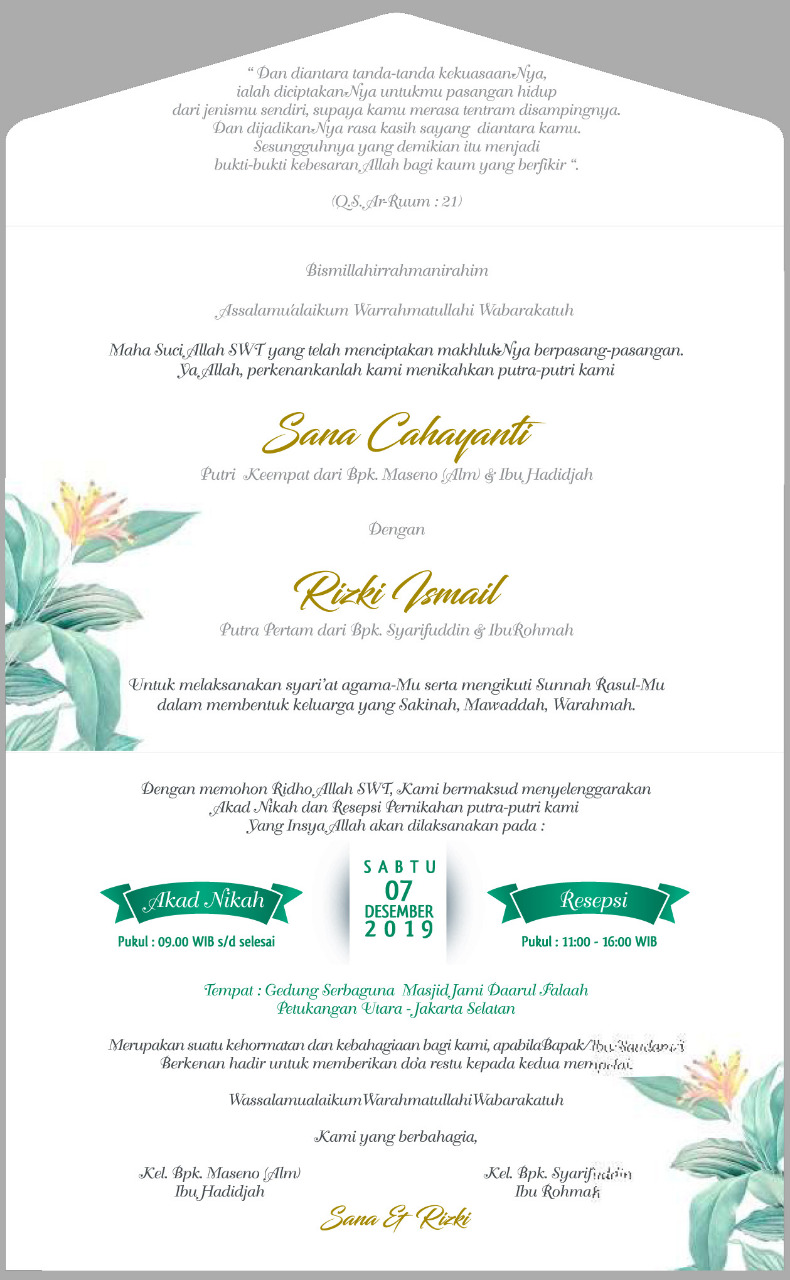 “ Dan diantara tanda-tanda kekuasaanNya,
ialah diciptakanNya untukmu pasangan hidup
dari jenismu sendiri, supaya kamu merasa tentram disampingnya.
Dan dijadikanNya rasa kasih sayang diantara kamu.
Sesungguhnya yang demikian itu menjadi
bukti-bukti kebesaran Allah bagi kaum yang berfikir “.
(Q.S. Ar-Ruum : 21)
Bismillahirrahmanirahim
Assalamu'alaikum Warrahmatullahi Wabarakatuh
Maha Suci Allah SWT yang telah menciptakan makhlukNya berpasang-pasangan.
Ya Allah, perkenankanlah kami menikahkan putra-putri kami
Sana Cahayanti
Putri Keempat dari Bpk. Maseno (Alm) & Ibu Hadidjah
Dengan
Rizki Ismail
Putra Pertam dari Bpk. Syarifuddin & IbuRohmah
Untuk melaksanakan syari'at agama-Mu serta mengikuti Sunnah Rasul-Mu
dalam membentuk keluarga yang Sakinah, Mawaddah, Warahmah.
Dengan memohon Ridho Allah SWT, Kami bermaksud menyelenggarakan
Akad Nikah dan Resepsi Pernikahan putra-putri kami
Yang Insya Allah akan dilaksanakan pada :
Akad Nikah
Pukul : 09.00 WIB s/d selesai
SABTU
07
DESEMBER
2019
Resepsi
Pukul : 11:00 - 16:00 WIB
Tempat : Gedung Serbaguna Masjid Jami Daarul Falaah
Petukangan Utara - Jakarta Selatan
Merupakan suatu kehormatan dan kebahagiaan bagi kami, apabilaBapak/Ibu/Saudara/i
Berkenan hadir untuk memberikan do'a restu kepada kedua mempelai.
WassalamualaikumWarahmatullahiWabarakatuh
Kami yang berbahagia,
Kel. Bpk. Maseno (Alm)
Ibu Hadidjah
Kel. Bpk. Syarifuddin
Ibu Rohmah
Sana & Rizki